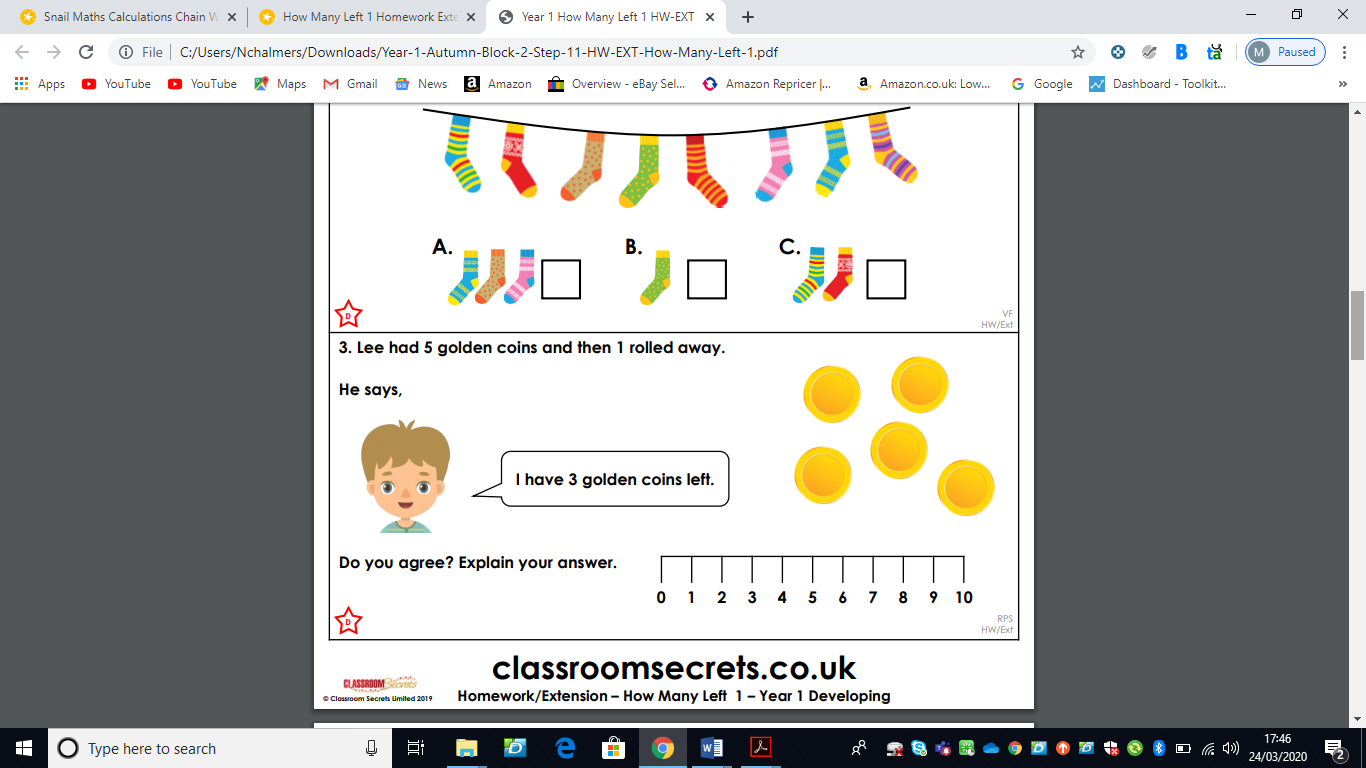 Snail Maths Calculations Chain W
How Many Left 1 Homework Exte
Year 1 How Many Left 1 HW-EXT
File
C:/Users/Nchalmers/Downloads/Year-1-Autumn-Block-2-Step-11-HW-EXT-How-Many-Left-1.pdf
M Paused
Apps
YouTube
YouTube
Maps
Gmail
News
Amazon
Overview - eBay Sel...
Amazon Repricer |...
Amazon.co.uk: Low...
Google
Dashboard - Toolkit...
A.
B.
C.
D
VF
HW/Ext
3. Lee had 5 golden coins and then 1 rolled away.
He says,
I have 3 golden coins left.
Do you agree? Explain your answer.
0 1 2 3 4 5 6 7 8 9 10
D
RPS
HW/Ext
CLASSROOM Secrets
© Classroom Secrets Limited 2019
classroomsecrets.co.uk
Homework/Extension – How Many Left 1 – Year 1 Developing
Type here to search
17:46
24/03/2020
2